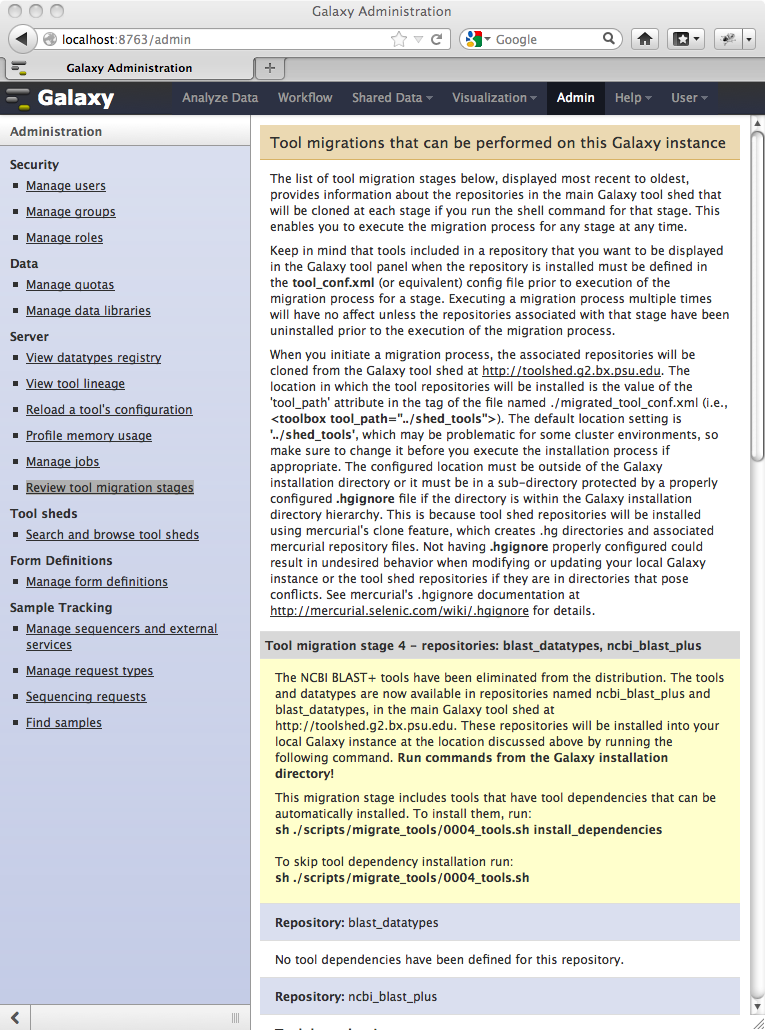 Galaxy Administration
localhost:8763/admin
Google
Galaxy Administration
Galaxy
Analyze Data Workflow Shared Data Visualization Admin Help User
Administration
Security
Manage users
Manage groups
Manage roles
Data
Manage quotas
Manage data libraries
Server
View datatypes registry
View tool lineage
Reload a tool's configuration
Profile memory usage
Manage jobs
Review tool migration stages
Tool sheds
Search and browse tool sheds
Form Definitions
Manage form definitions
Sample Tracking
Manage sequencers and external
services
Manage request types
Sequencing requests
Find samples
Tool migrations that can be performed on this Galaxy instance
The list of tool migration stages below, displayed most recent to oldest,
provides information about the repositories in the main Galaxy tool shed that
will be cloned at each stage if you run the shell command for that stage. This
enables you to execute the migration process for any stage at any time.
Keep in mind that tools included in a repository that you want to be displayed
in the Galaxy tool panel when the repository is installed must be defined in
the tool_conf.xml (or equivalent) config file prior to execution of the
migration process for a stage. Executing a migration process multiple times
will have no affect unless the repositories associated with that stage have been
uninstalled prior to the execution of the migration process.
When you initiate a migration process, the associated repositories will be
cloned from the Galaxy tool shed at http://toolshed.g2.bx.psu.edu. The
location in which the tool repositories will be installed is the value of the
'tool_path' attribute in the tag of the file named ./migrated_tool_conf.xml (i.e.,
<toolbox tool_path="../shed_tools">). The default location setting is
'../shed_tools', which may be problematic for some cluster environments, so
make sure to change it before you execute the installation process if
appropriate. The configured location must be outside of the Galaxy
installation directory or it must be in a sub-directory protected by a properly
configured .hgignore file if the directory is within the Galaxy installation
directory hierarchy. This is because tool shed repositories will be installed
using mercurial's clone feature, which creates .hg directories and associated
mercurial repository files. Not having .hgignore properly configured could
result in undesired behavior when modifying or updating your local Galaxy
instance or the tool shed repositories if they are in directories that pose
conflicts. See mercurial's .hgignore documentation at
http://mercurial.selenic.com/wiki/.hgignore for details.
Tool migration stage 4 - repositories: blast_datatypes, ncbi_blast_plus
The NCBI BLAST+ tools have been eliminated from the distribution. The tools
and datatypes are now available in repositories named ncbi_blast_plus and
blast_datatypes, in the main Galaxy tool shed at
http://toolshed.g2.bx.psu.edu. These repositories will be installed into your
local Galaxy instance at the location discussed above by running the
following command. Run commands from the Galaxy installation
directory!
This migration stage includes tools that have tool dependencies that can be
automatically installed. To install them, run:
sh ./scripts/migrate_tools/0004_tools.sh install_dependencies
To skip tool dependency installation run:
sh ./scripts/migrate_tools/0004_tools.sh
Repository: blast_datatypes
No tool dependencies have been defined for this repository.
Repository: ncbi_blast_plus